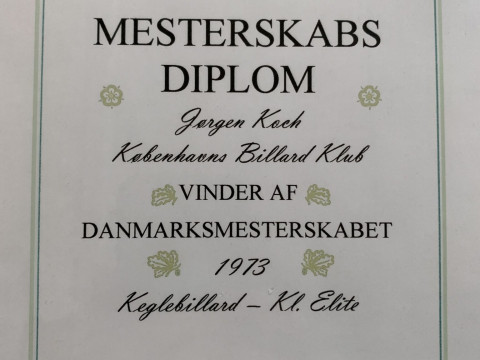 MESTERSKABS
DIPLOM
Jørgen Koch
Københavns Billard Klub
VINDER AF
DANMARKSMESTERSKABET
1973
Keglebillard – Kl. Elite